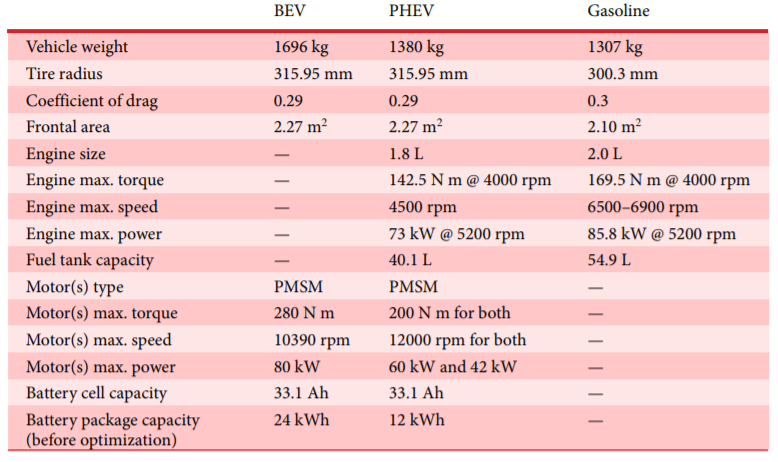 BEV PHEV Gasoline
Vehicle weight 1696 kg 1380 kg 1307 kg
Tire radius 315.95 mm 315.95 mm 300.3 mm
Coefficient of drag 0.29 0.29 0.3
Frontal area 2.27 m² 2.27 m² 2.10 m²
Engine size — 1.8 L 2.0 L
Engine max. torque — 142.5 N m @ 4000 rpm 169.5 N m @ 4000 rpm
Engine max. speed — 4500 rpm 6500–6900 rpm
Engine max. power — 73 kW @ 5200 rpm 85.8 kW @ 5200 rpm
Fuel tank capacity — 40.1 L 54.9 L
Motor(s) type PMSM PMSM —
Motor(s) max. torque 280 N m 200 N m for both —
Motor(s) max. speed 10390 rpm 12000 rpm for both —
Motor(s) max. power 80 kW 60 kW and 42 kW —
Battery cell capacity 33.1 Ah 33.1 Ah —
Battery package capacity 24 kWh 12 kWh —
(before optimization)